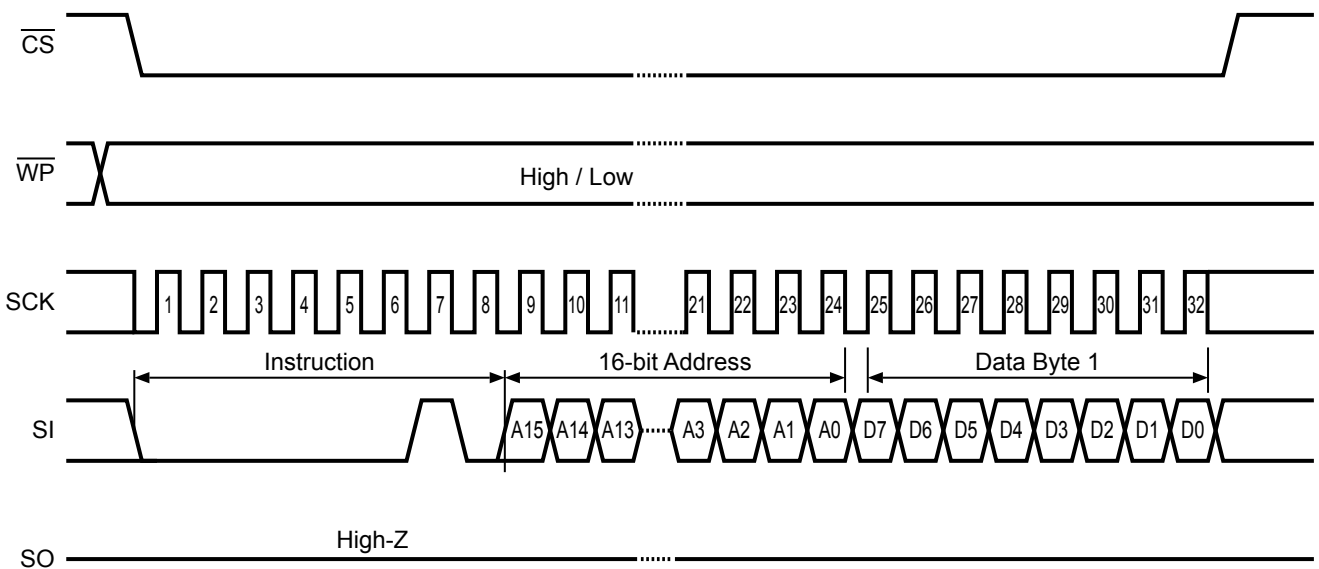 CS
WP
High / Low
SCK
1 2 3 4 5 6 7 8 9 10 11 21 22 23 24 25 26 27 28 29 30 31 32
Instruction 16-bit Address Data Byte 1
SI
A15 A14 A13 A3 A2 A1 A0 D7 D6 D5 D4 D3 D2 D1 D0
High-Z
SO